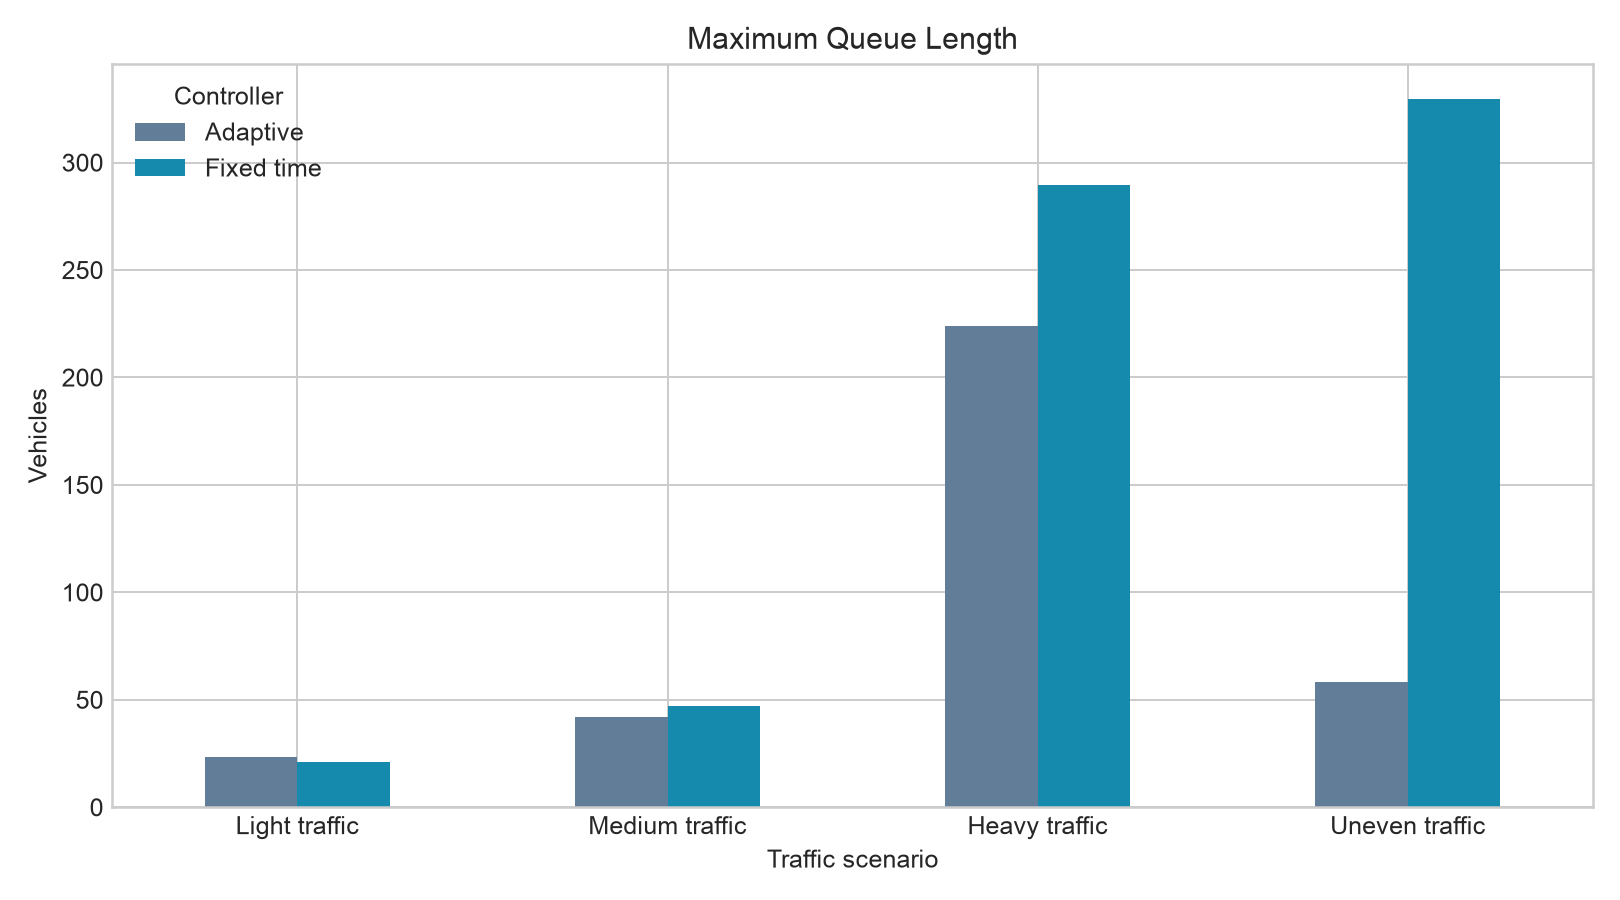 Maximum Queue Length
Controller
Adaptive
Fixed time
300
250
200
150
100
50
0
Vehicles
Light traffic
Medium traffic
Heavy traffic
Uneven traffic
Traffic scenario